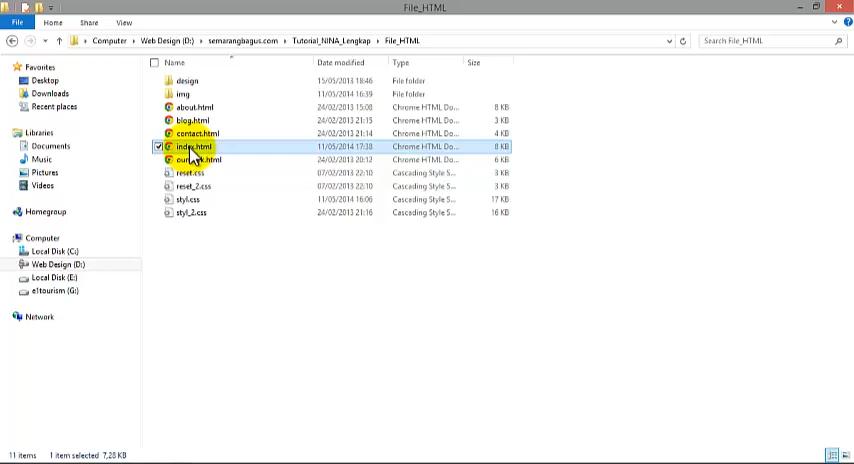 File_HTML
File Home Share View
Computer Web Design (D:) semarangbagus.com Tutorial_NINA_Lengkap File_HTML Search File_HTML
Name Date modified Type Size
Favorites
Desktop
Downloads
Recent places
Libraries
Documents
Music
Pictures
Videos
Homegroup
Computer
Local Disk (C:)
Web Design (D:)
Local Disk (E:)
e1tourism (G:)
Network
design 15/05/2013 18:46 File folder
img 11/05/2014 16:39 File folder
about.html 24/02/2013 15:08 Chrome HTML Do... 8 KB
blog.html 24/02/2013 21:15 Chrome HTML Do... 3 KB
contact.html 24/02/2013 21:14 Chrome HTML Do... 4 KB
index.html 11/05/2014 17:38 Chrome HTML Do... 8 KB
24/02/2013 20:12 Chrome HTML Do... 6 KB
reset.css 07/02/2013 22:10 Cascading Style S... 3 KB
reset_2.css 07/02/2013 22:10 Cascading Style S... 3 KB
styl.css 11/05/2014 16:06 Cascading Style S... 17 KB
styl_2.css 24/02/2013 21:16 Cascading Style S... 16 KB
11 items 1 item selected 7,28 KB